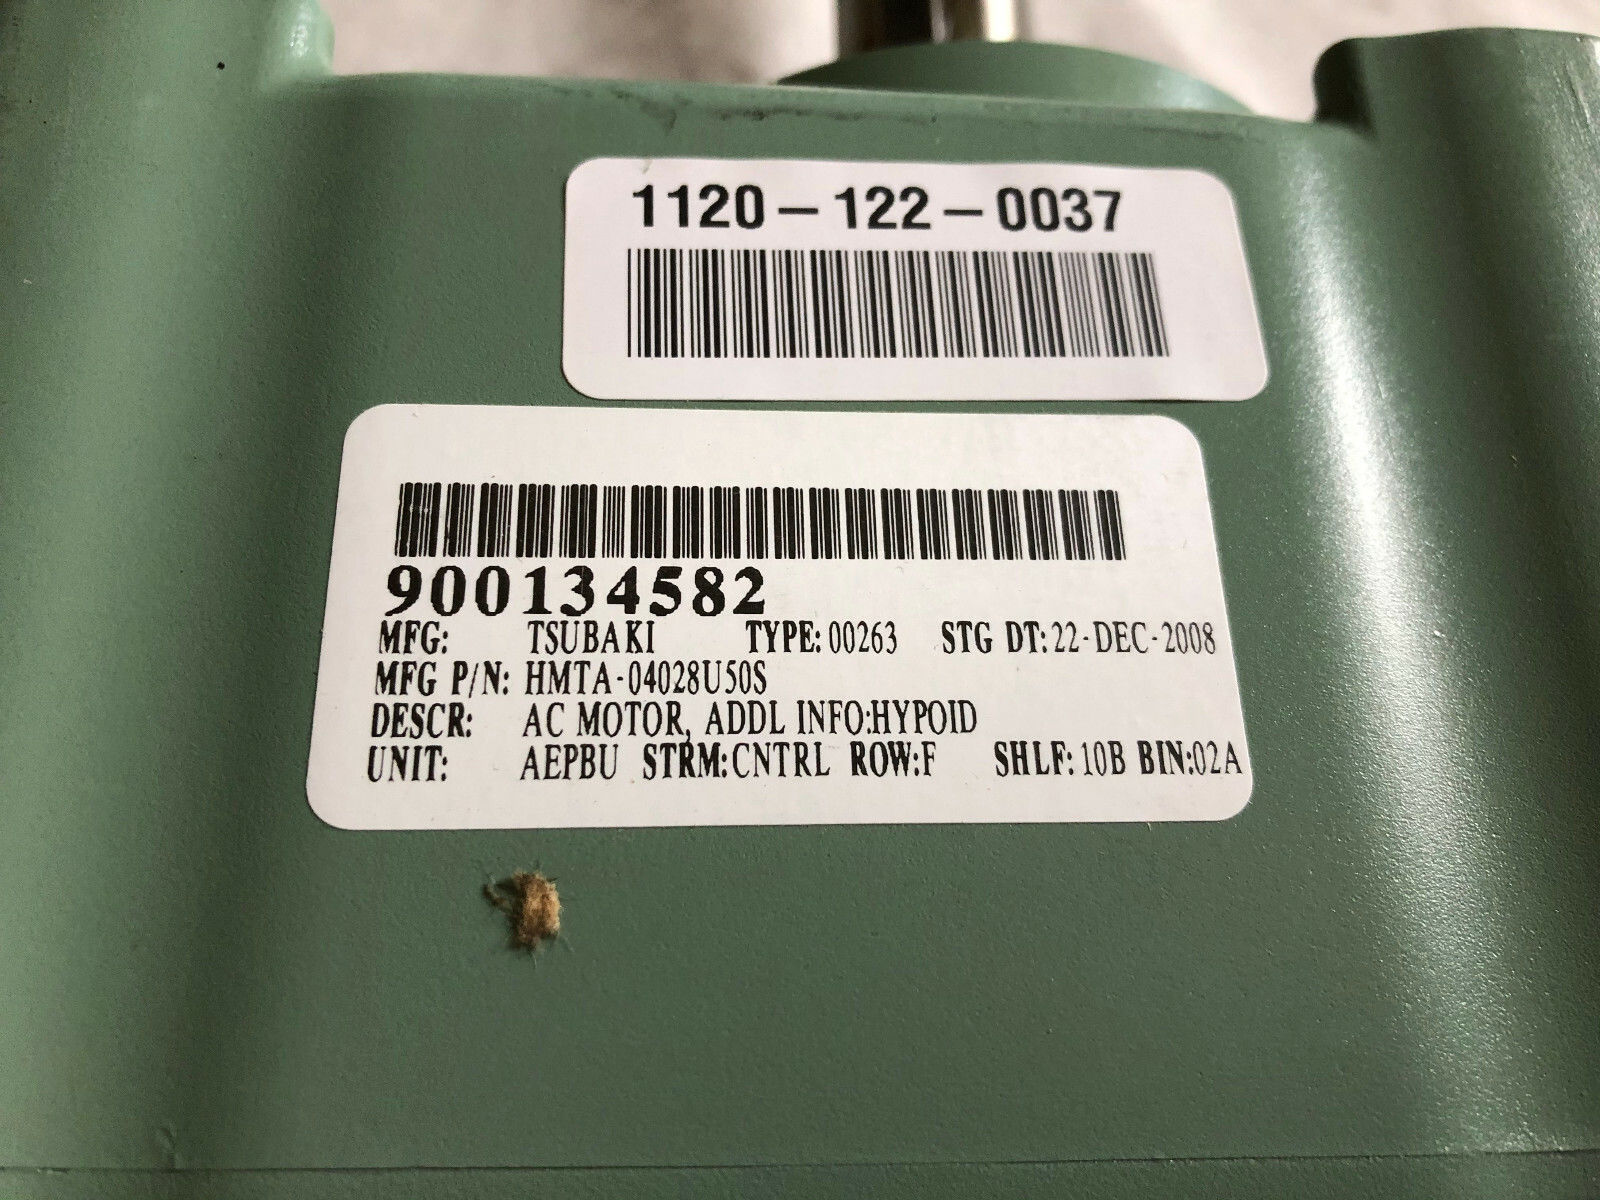 1120-122-0037
900134582
MFG: TSUBAKI TYPE: 00263 STG DT: 22-DEC-2008
MFG P/N: HMTA-04028U50S
DESCR: AC MOTOR, ADDL INFO:HYPOID
UNIT: AEPBU STRM:CNTRL ROW:F SHLF: 10B BIN:02A